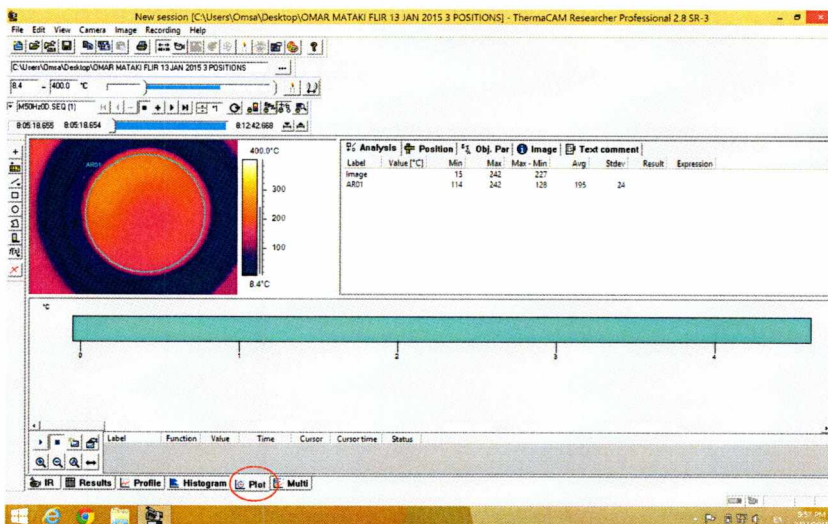 New session [C:\Users\Omsa\Desktop\OMAR MATAKI FLIR 13 JAN 2015 3 POSITIONS] - ThermaCAM Researcher Professional 2.8 SR-3
File Edit View Camera Image Recording Help
C:\Users\Omsa\Desktop\OMAR MATAKI FLIR 13 JAN 2015 3 POSITIONS ...
8.4 - 400.0 °C
M50Hz0D.SEQ (1)
8:05:18.655 8:05:18.654 8:12:42.668
AR01
400.0°C
300
200
100
8.4°C
Analysis Position Obj. Par Image Text comment
Label Value [°C] Min Max Max - Min Avg Stdev Result Expression
Image 15 242 227
AR01 114 242 128 195 24
°C
0 1 2 3 4
Label Function Value Time Cursor Cursor time Status
IR Results Profile Histogram Plot Multi
9:57 PM